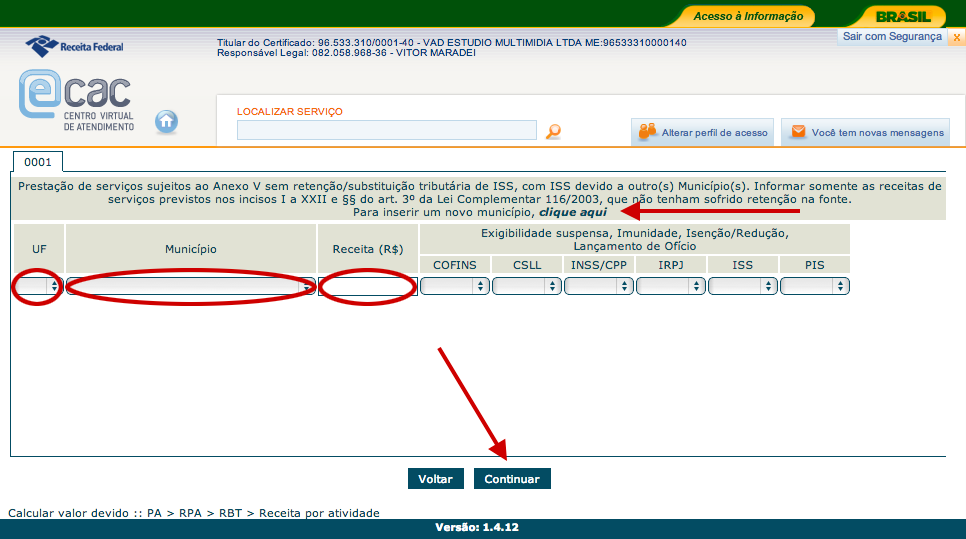 Acesso à Informação
BRASIL
Receita Federal
Titular do Certificado: 96.533.310/0001-40 - VAD ESTUDIO MULTIMIDIA LTDA ME:96533310000140
Responsável Legal: 082.058.968-36 - VITOR MARADEI
Sair com Segurança x
ecac
CENTRO VIRTUAL
DE ATENDIMENTO
LOCALIZAR SERVIÇO
Alterar perfil de acesso
Você tem novas mensagens
0001
Prestação de serviços sujeitos ao Anexo V sem retenção/substituição tributária de ISS, com ISS devido a outro(s) Município(s). Informar somente as receitas de
serviços previstos nos incisos I a XXII e §§ do art. 3º da Lei Complementar 116/2003, que não tenham sofrido retenção na fonte.
Para inserir um novo município, clique aqui
UF
Município
Receita (R$)
Exigibilidade suspensa, Imunidade, Isenção/Redução,
Lançamento de Ofício
COFINS CSLL INSS/CPP IRPJ ISS PIS
Voltar
Continuar
Calcular valor devido :: PA > RPA > RBT > Receita por atividade
Versão: 1.4.12